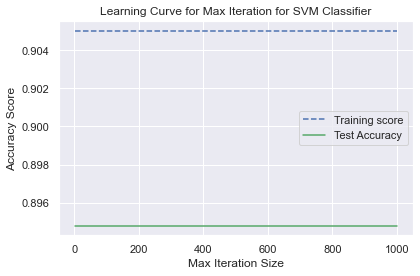 Learning Curve for Max Iteration for SVM Classifier
0.904
0.902
0.900
0.898
0.896
Accuracy Score
Training score
Test Accuracy
0 200 400 600 800 1000
Max Iteration Size